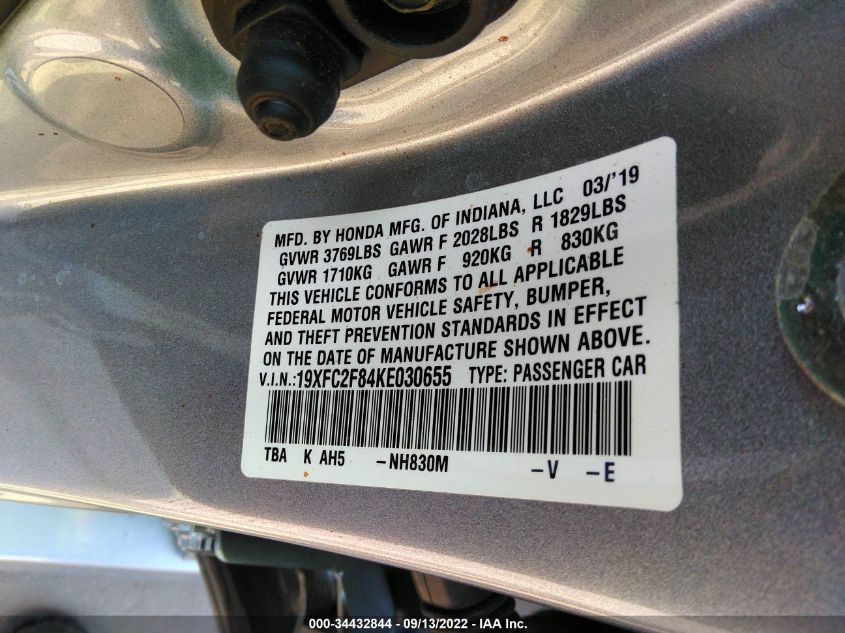 MFD. BY HONDA MFG. OF INDIANA, LLC 03/'19
GVWR 3769LBS GAWR F 2028LBS R 1829LBS
GVWR 1710KG GAWR F 920KG R 830KG
THIS VEHICLE CONFORMS TO ALL APPLICABLE
FEDERAL MOTOR VEHICLE SAFETY, BUMPER,
AND THEFT PREVENTION STANDARDS IN EFFECT
ON THE DATE OF MANUFACTURE SHOWN ABOVE.
V.I.N.:19XFC2F84KE030655 TYPE: PASSENGER CAR
TBA K AH5 -NH830M -V -E
000-34432844 - 09/13/2022 - IAA Inc.